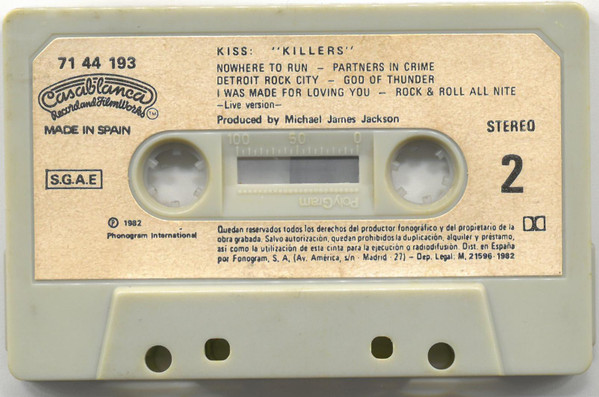 71 44 193
Casablanca
Record and FilmWorks TM
MADE IN SPAIN
S.G.A.E
KISS: "KILLERS"
NOWHERE TO RUN – PARTNERS IN CRIME
DETROIT ROCK CITY – GOD OF THUNDER
I WAS MADE FOR LOVING YOU – ROCK & ROLL ALL NITE
–Live version–
Produced by Michael James Jackson
STEREO
2
100 50 0
PolyGram
Ⓟ 1982
Phonogram International
Quedan reservados todos los derechos del productor fonográfico y del propietario de la
obra grabada. Salvo autorización, quedan prohibidos la duplicación, alquiler y préstamo,
así como la utilización de esta cinta para la ejecución o radiodifusión. Dist. en España
por Fonogram, S, A, (Av. América, s/n - Madrid - 27) – Dep. Legal: M, 21596-1982